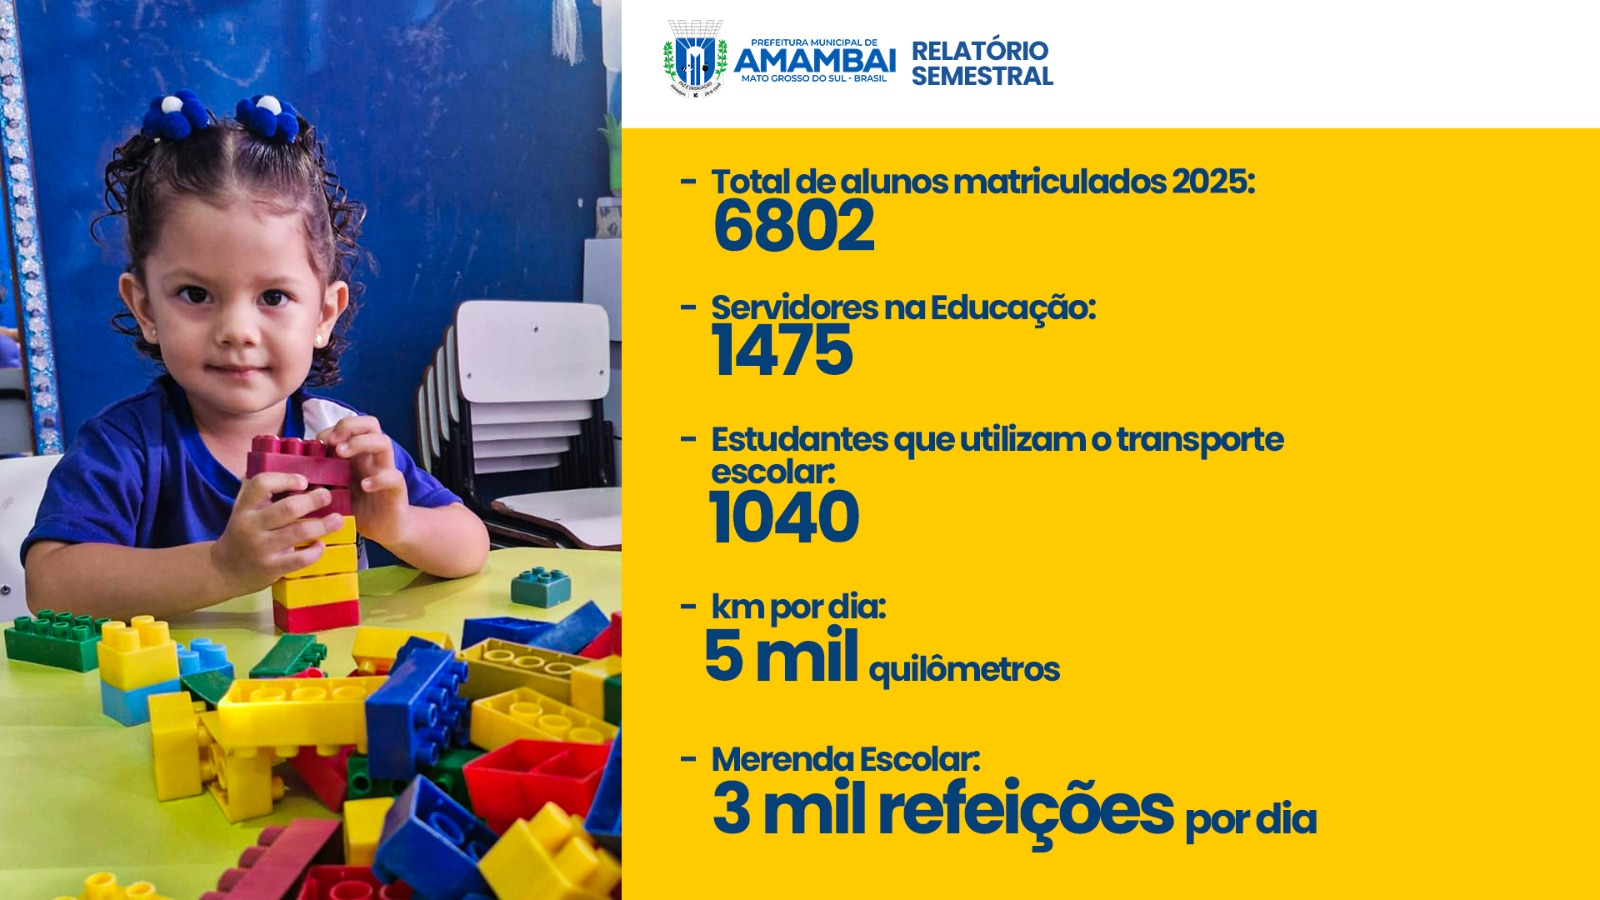 PREFEITURA MUNICIPAL DE
AMAMBAI
MATO GROSSO DO SUL - BRASIL
RELATÓRIO
SEMESTRAL
- Total de alunos matriculados 2025:
6802
- Servidores na Educação:
1475
- Estudantes que utilizam o transporte
escolar:
1040
- km por dia:
5 mil quilômetros
- Merenda Escolar:
3 mil refeições por dia